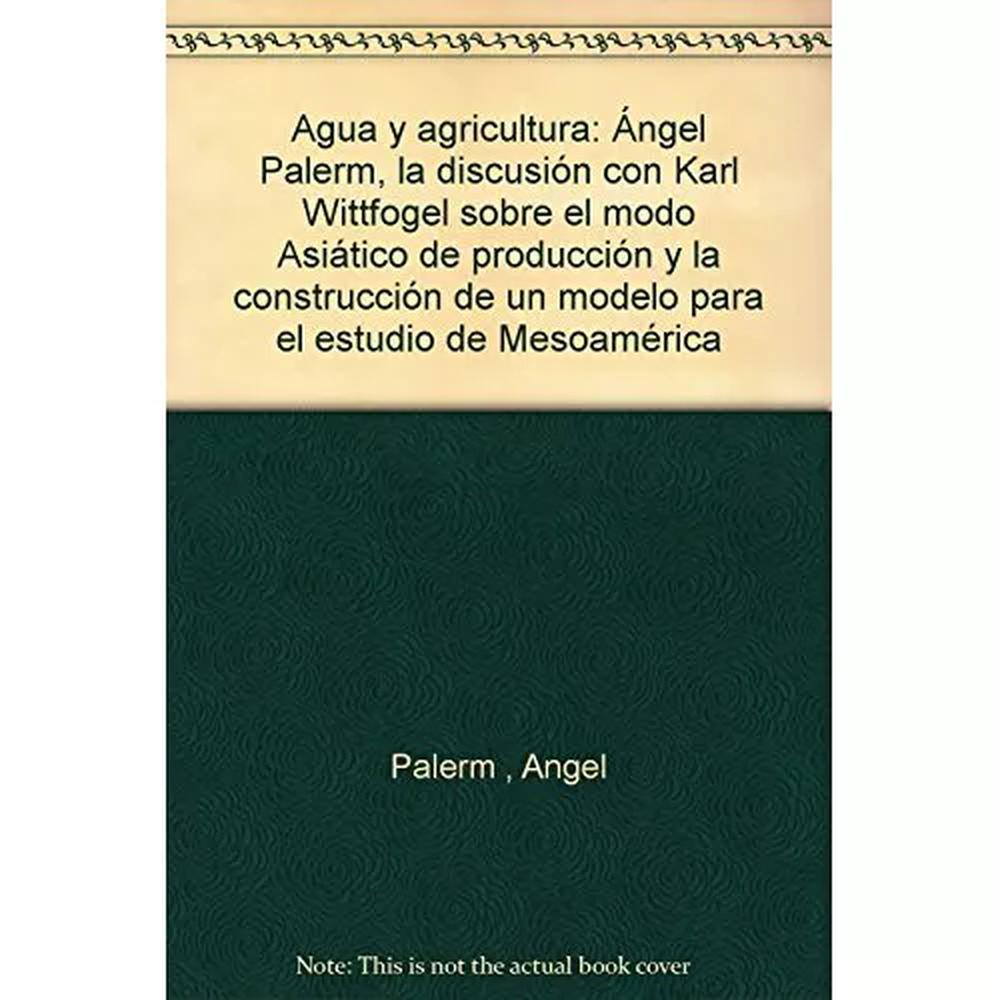 Agua y agricultura: Ángel
Palerm, la discusión con Karl
Wittfogel sobre el modo
Asiático de producción y la
construcción de un modelo para
el estudio de Mesoamérica
Palerm , Angel
Note: This is not the actual book cover